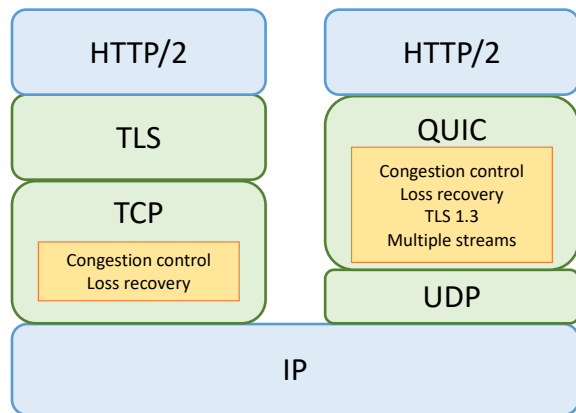 HTTP/2
TLS
TCP
Congestion control
Loss recovery
HTTP/2
QUIC
Congestion control
Loss recovery
TLS 1.3
Multiple streams
UDP
IP